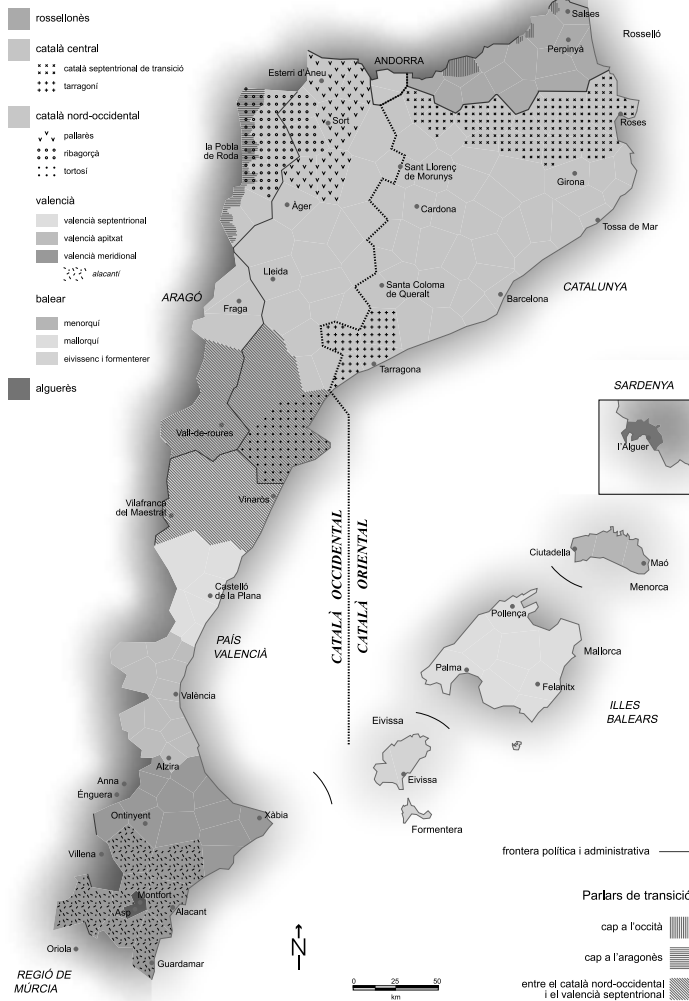 rossellonès
català central
català septentrional de transició
tarragoní
català nord-occidental
pallarès
ribagorçà
tortosí
valencià
valencià septentrional
valencià apitxat
valencià meridional
alacantí
balear
menorquí
mallorquí
eivissenc i formenterer
alguerès
Salses
Rosselló
Perpinyà
ANDORRA
Esterri d'Àneu
Sort
Roses
la Pobla
de Roda
Sant Llorenç
de Morunys
Girona
Àger
Cardona
Tossa de Mar
Lleida
Santa Coloma
de Queralt
CATALUNYA
ARAGÓ
Barcelona
Fraga
Tarragona
SARDENYA
l'Alguer
Vall-de-roures
Vinaròs
Vilafranca
del Maestrat
CATALÀ OCCIDENTAL
CATALÀ ORIENTAL
Ciutadella
Maó
Menorca
Castelló
de la Plana
Pollença
PAÍS
VALENCIÀ
Mallorca
Palma
Felanitx
València
ILLES
BALEARS
Eivissa
Alzira
Anna
Eivissa
Énguera
Ontinyent
Xàbia
Formentera
Villena
frontera política i administrativa
Montfort
Asp
Alacant
Parlars de transició
cap a l'occità
Oriola
Guardamar
N
cap a l'aragonès
REGIÓ DE
MÚRCIA
0 25 50
km
entre el català nord-occidental
i el valencià septentrional